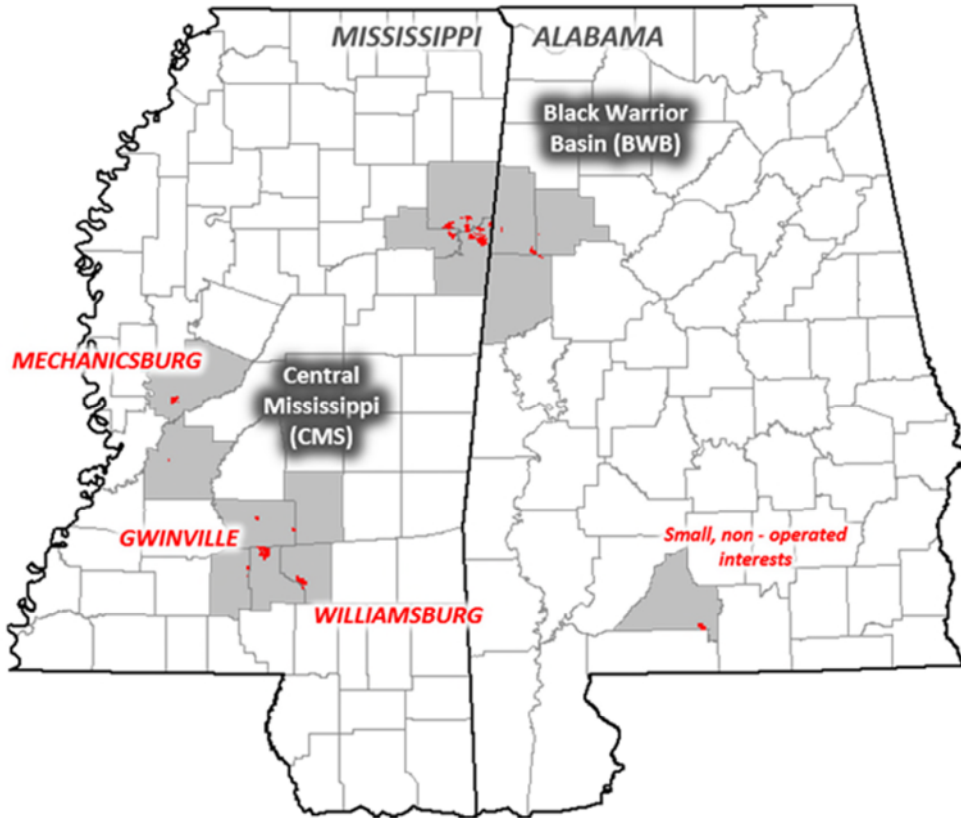 MISSISSIPPI
ALABAMA
Black Warrior
Basin (BWB)
MECHANICSBURG
Central
Mississippi
(CMS)
GWINVILLE
Small, non - operated
interests
WILLIAMSBURG